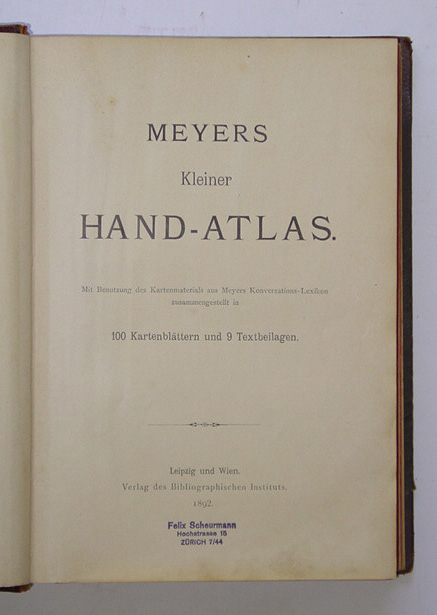 MEYERS
Kleiner
HAND-ATLAS.
Mit Benutzung des Kartenmaterials aus Meyers Konversations-Lexikon
zusammengestellt in
100 Kartenblättern und 9 Textbeilagen.
Leipzig und Wien.
Verlag des Bibliographischen Instituts.
1892.
Felix Scheurmann
Hochstrasse 15
ZÜRICH 7/44